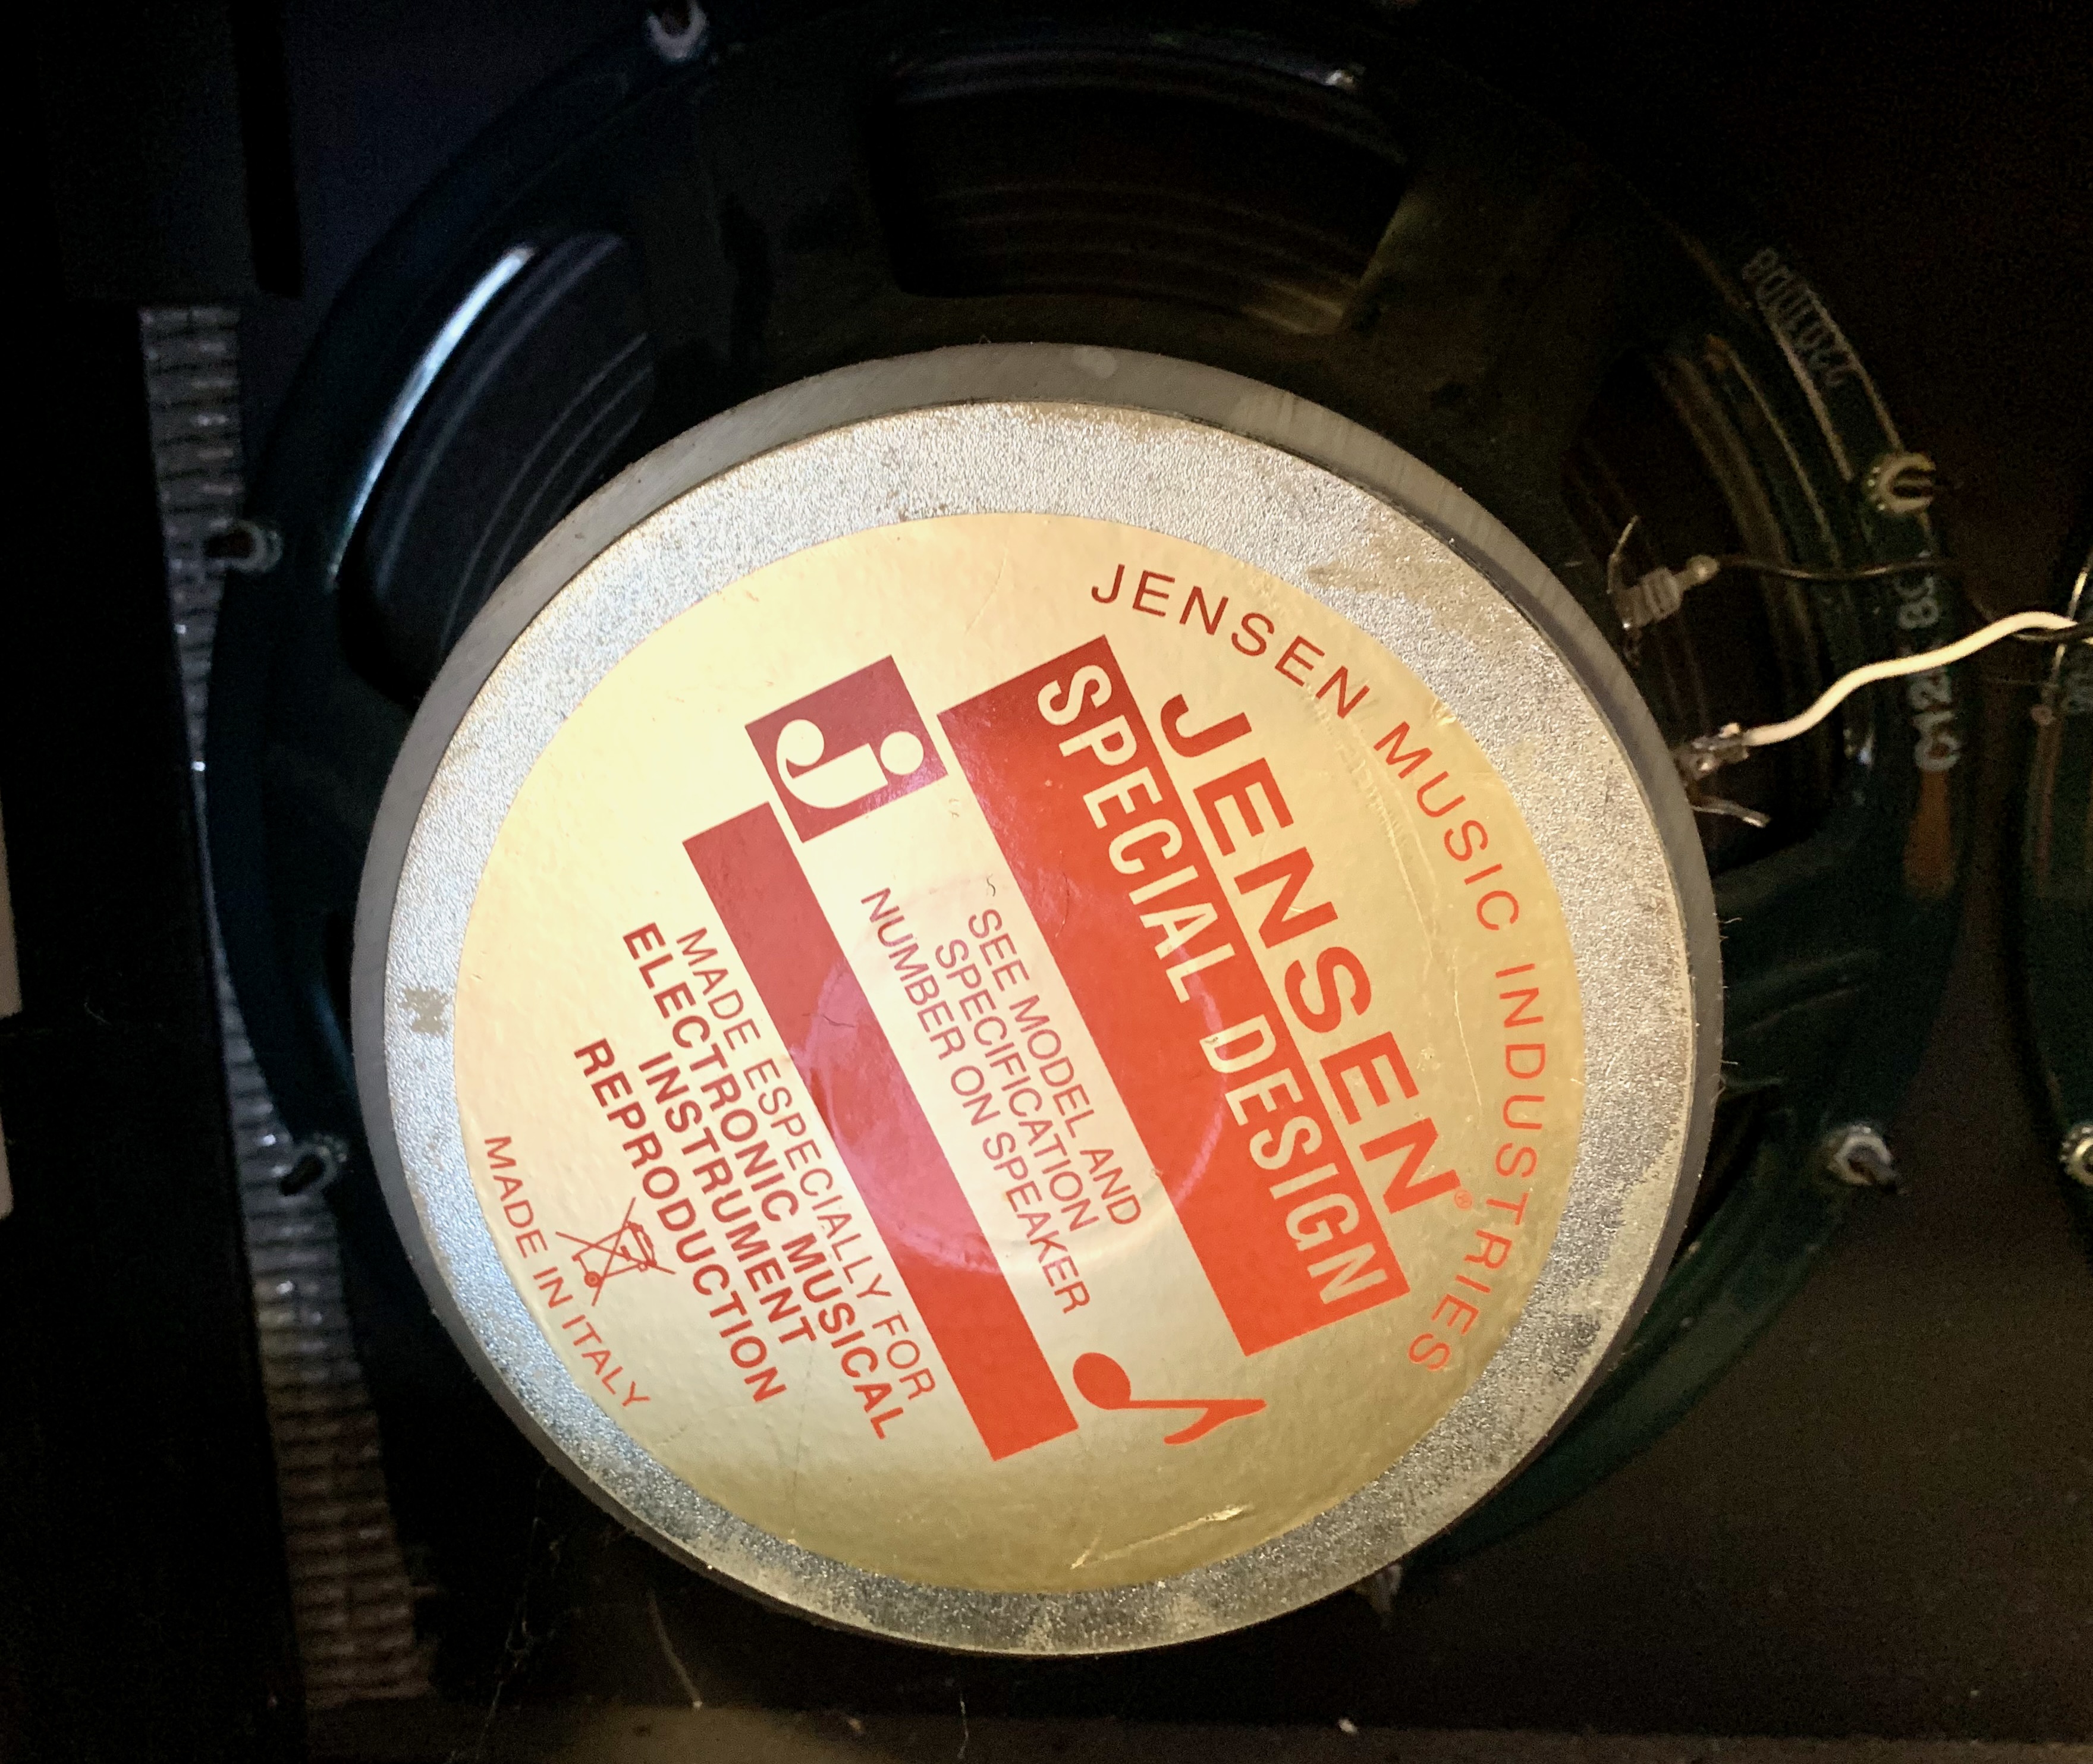 JENSEN MUSIC INDUSTRIES
JENSEN®
SPECIAL DESIGN
SEE MODEL AND
SPECIFICATION
NUMBER ON SPEAKER
j
MADE ESPECIALLY FOR
ELECTRONIC MUSICAL
INSTRUMENT
REPRODUCTION
MADE IN ITALY